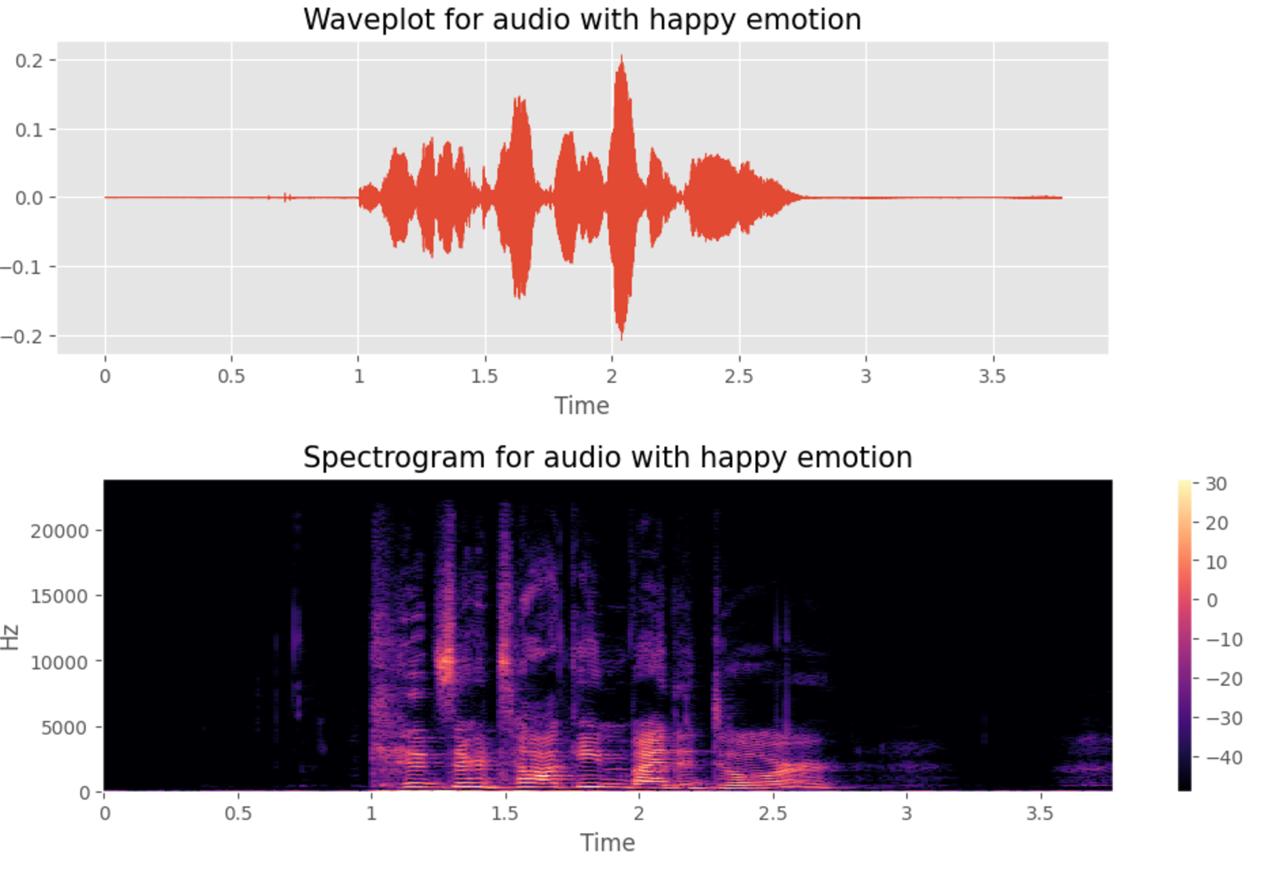 Waveplot for audio with happy emotion
0.2
0.1
0.0
−0.1
−0.2
0 0.5 1 1.5 2 2.5 3 3.5
Time
Spectrogram for audio with happy emotion
Hz
20000
15000
10000
5000
0
0 0.5 1 1.5 2 2.5 3 3.5
Time
30
20
10
0
−10
−20
−30
−40